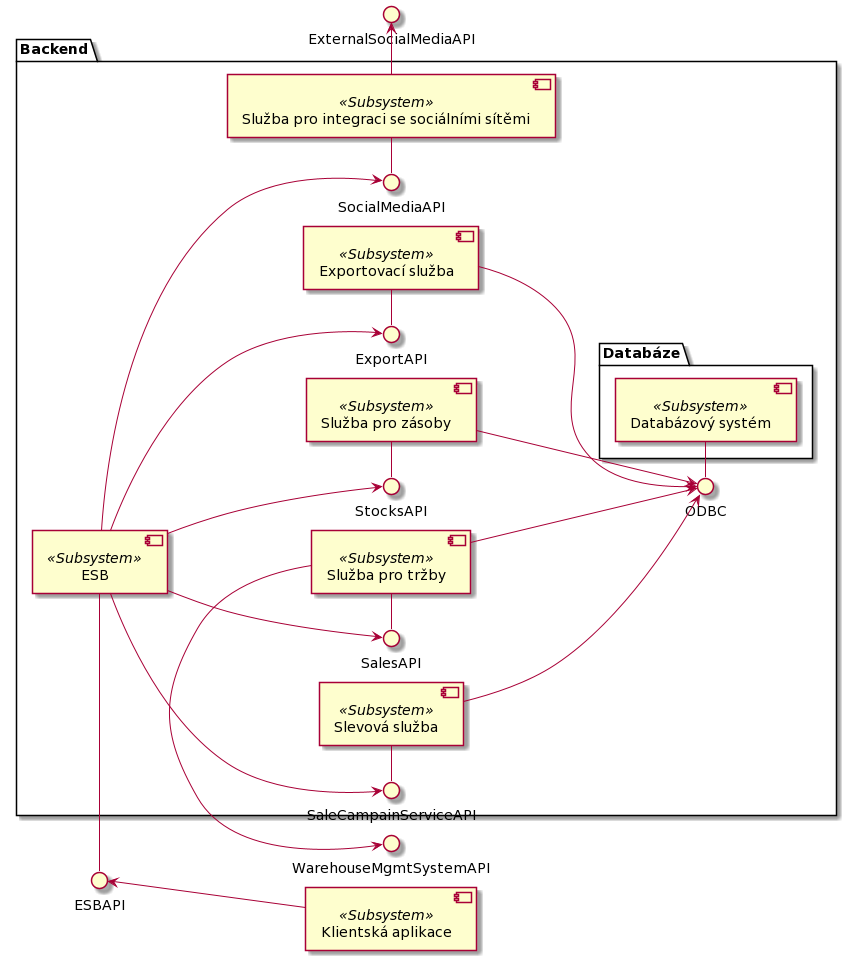 ExternalSocialMediaAPI
Backend
«Subsystem»
Služba pro integraci se sociálními sítěmi
SocialMediaAPI
«Subsystem»
Exportovací služba
ExportAPI
Databáze
«Subsystem»
Databázový systém
«Subsystem»
Služba pro zásoby
StocksAPI
ODBC
«Subsystem»
ESB
«Subsystem»
Služba pro tržby
SalesAPI
«Subsystem»
Slevová služba
SaleCampainServiceAPI
WarehouseMgmtSystemAPI
ESBAPI
«Subsystem»
Klientská aplikace